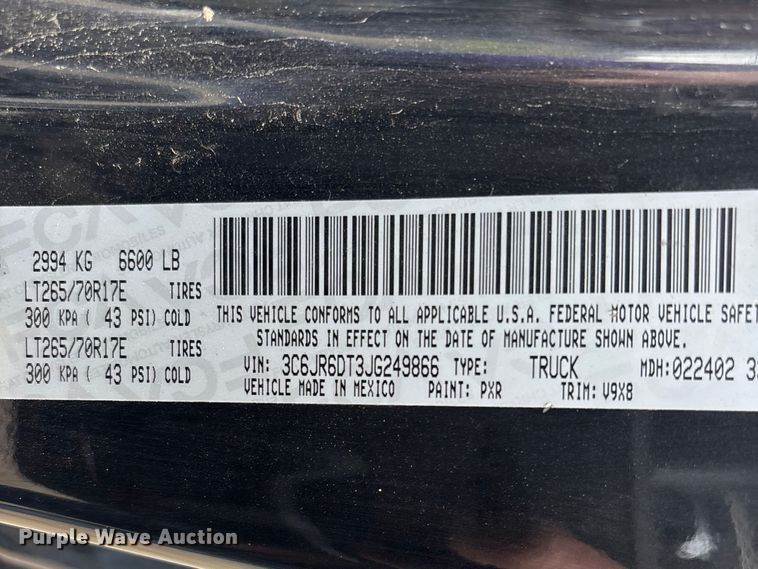 2994 KG 6600 LB
LT265/70R17E TIRES
300 KPA ( 43 PSI) COLD
LT265/70R17E TIRES
300 KPA ( 43 PSI) COLD
THIS VEHICLE CONFORMS TO ALL APPLICABLE U.S.A. FEDERAL MOTOR VEHICLE SAFET
STANDARDS IN EFFECT ON THE DATE OF MANUFACTURE SHOWN ABOVE.
VIN: 3C6JR6DT3JG249866 TYPE: TRUCK MDH: 022402
VEHICLE MADE IN MEXICO PAINT: PXR TRIM: V9X8
Purple Wave Auction